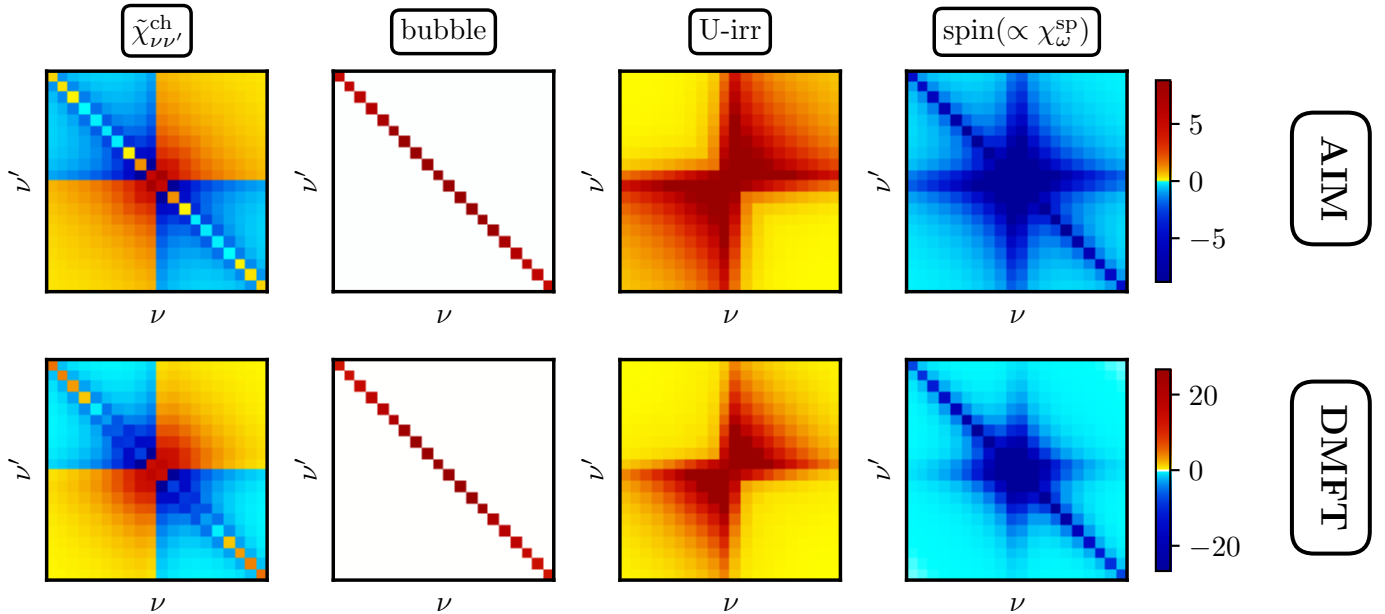 χ̃^ch_νν′
bubble
U-irr
spin(∝ χ^sp_ω)
ν′
ν′
ν′
ν′
5
0
−5
AIM
ν
ν
ν
ν
ν′
ν′
ν′
ν′
20
0
−20
DMFT
ν
ν
ν
ν